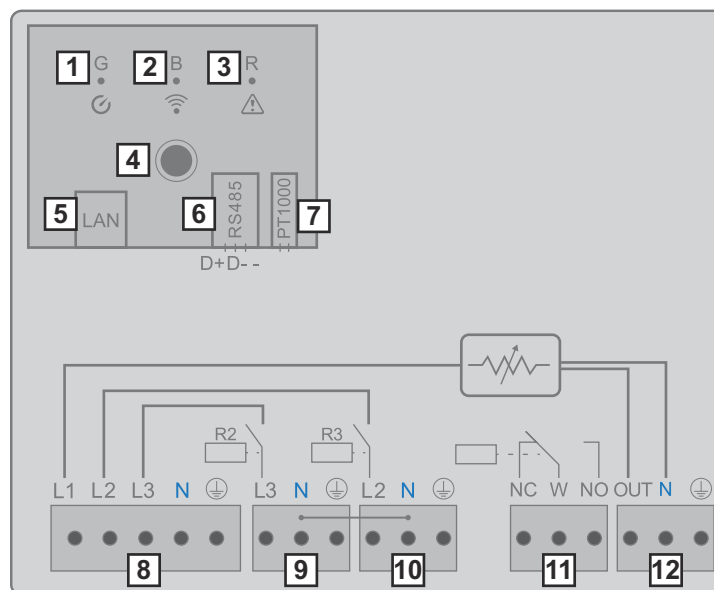 1 G 2 B 3 R
4
5 LAN 6 RS485 PT1000 7
D+D- -
R2 R3
L1 L2 L3 N L3 N L2 N NC W NO OUT N
8 9 10 11 12